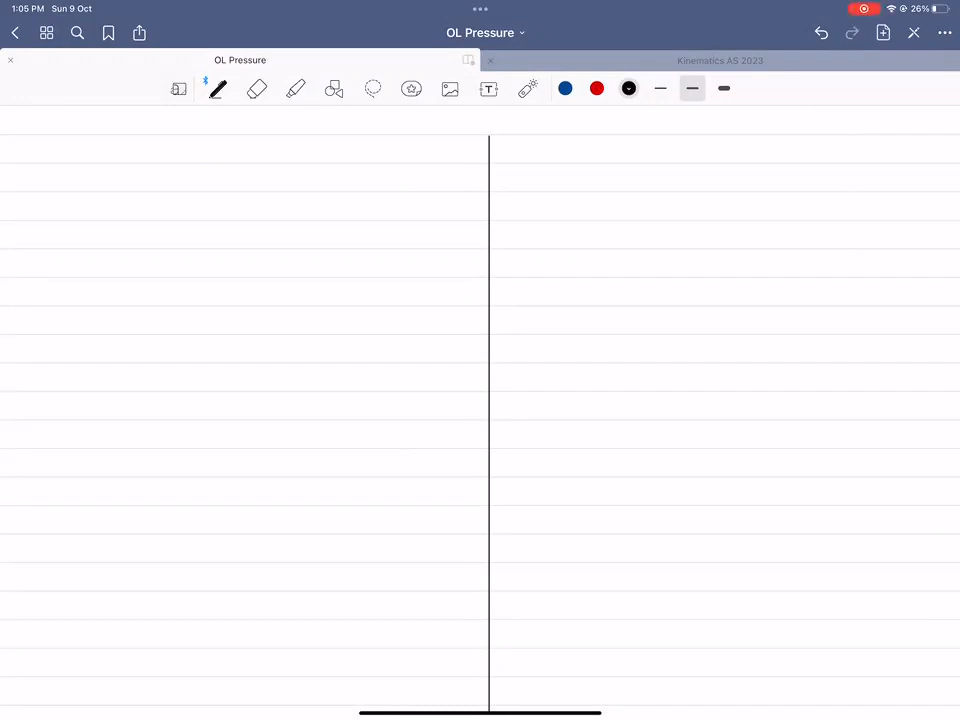 1:05 PM Sun 9 Oct
26%
OL Pressure
OL Pressure
Kinematics AS 2023
T